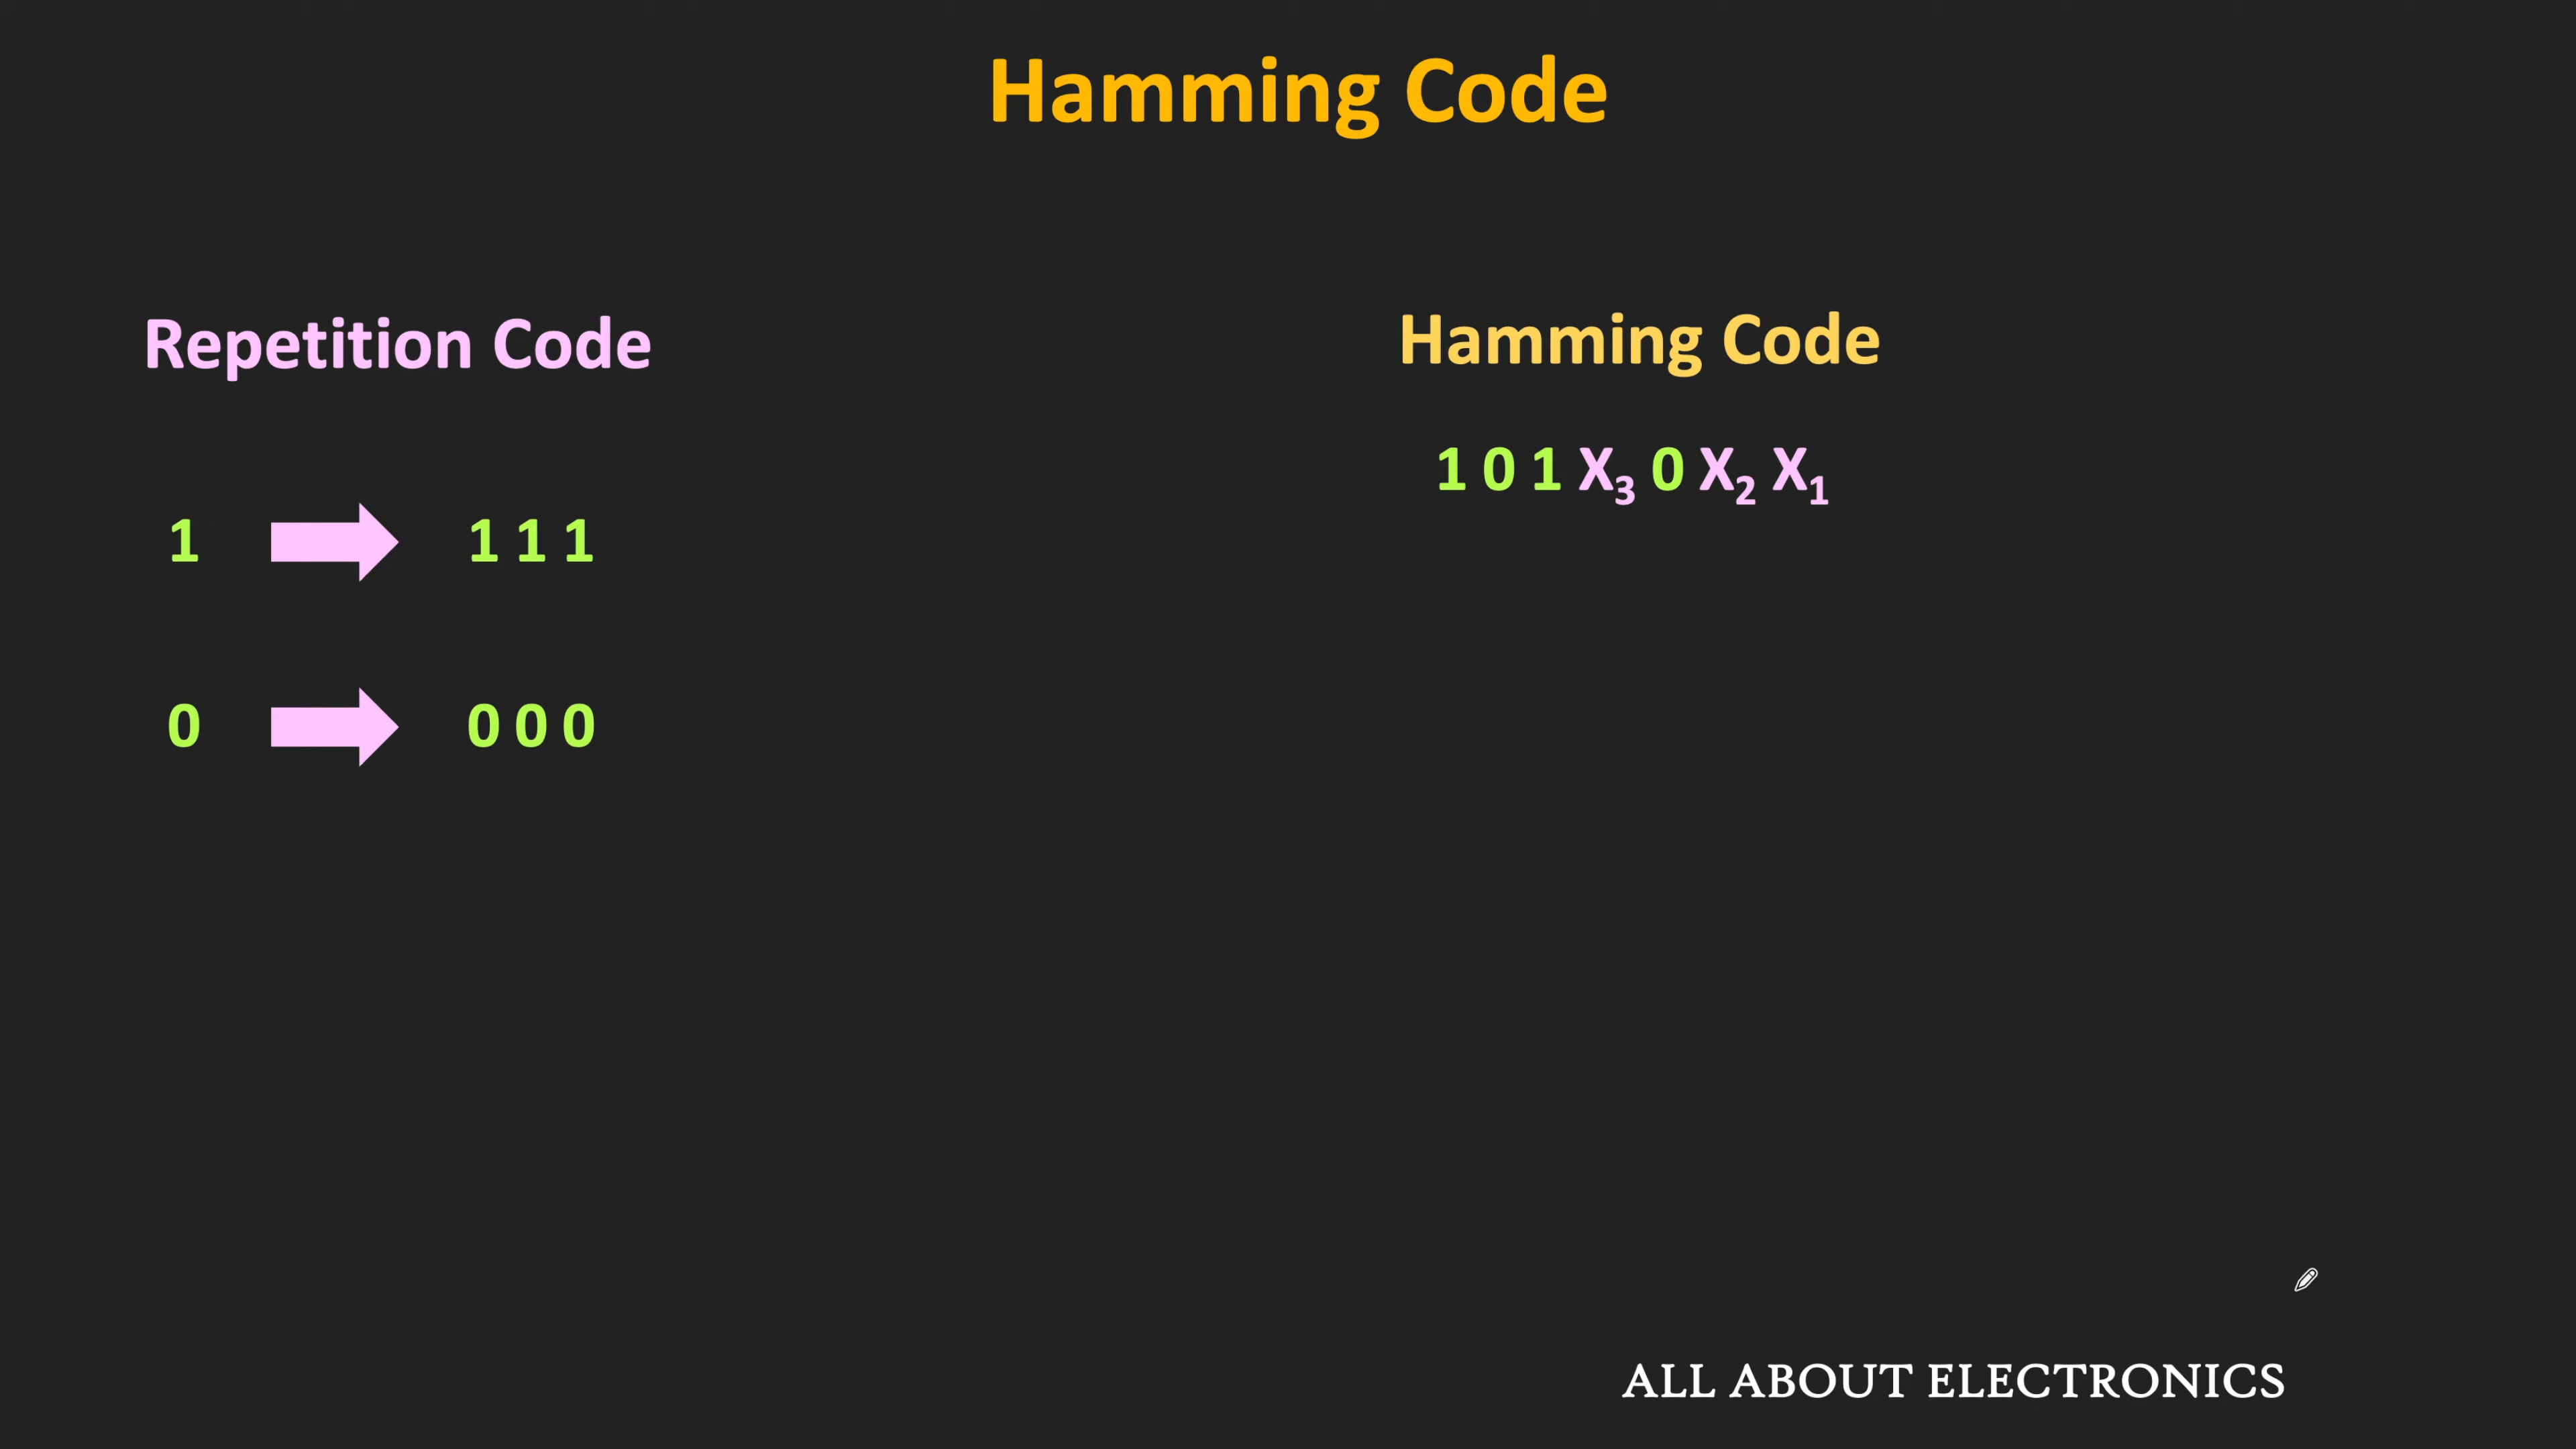 Hamming Code
Repetition Code
1 1 1 1
0 0 0 0
Hamming Code
1 0 1 X₃ 0 X₂ X₁
ALL ABOUT ELECTRONICS